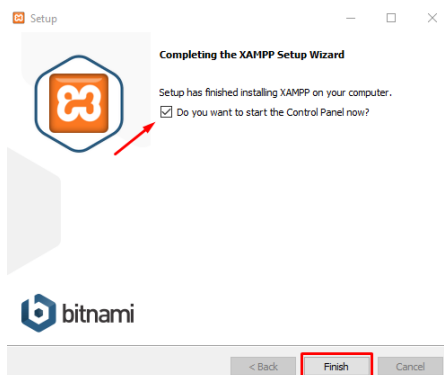 Setup
Completing the XAMPP Setup Wizard
Setup has finished installing XAMPP on your computer.
Do you want to start the Control Panel now?
bitnami
< Back
Finish
Cancel